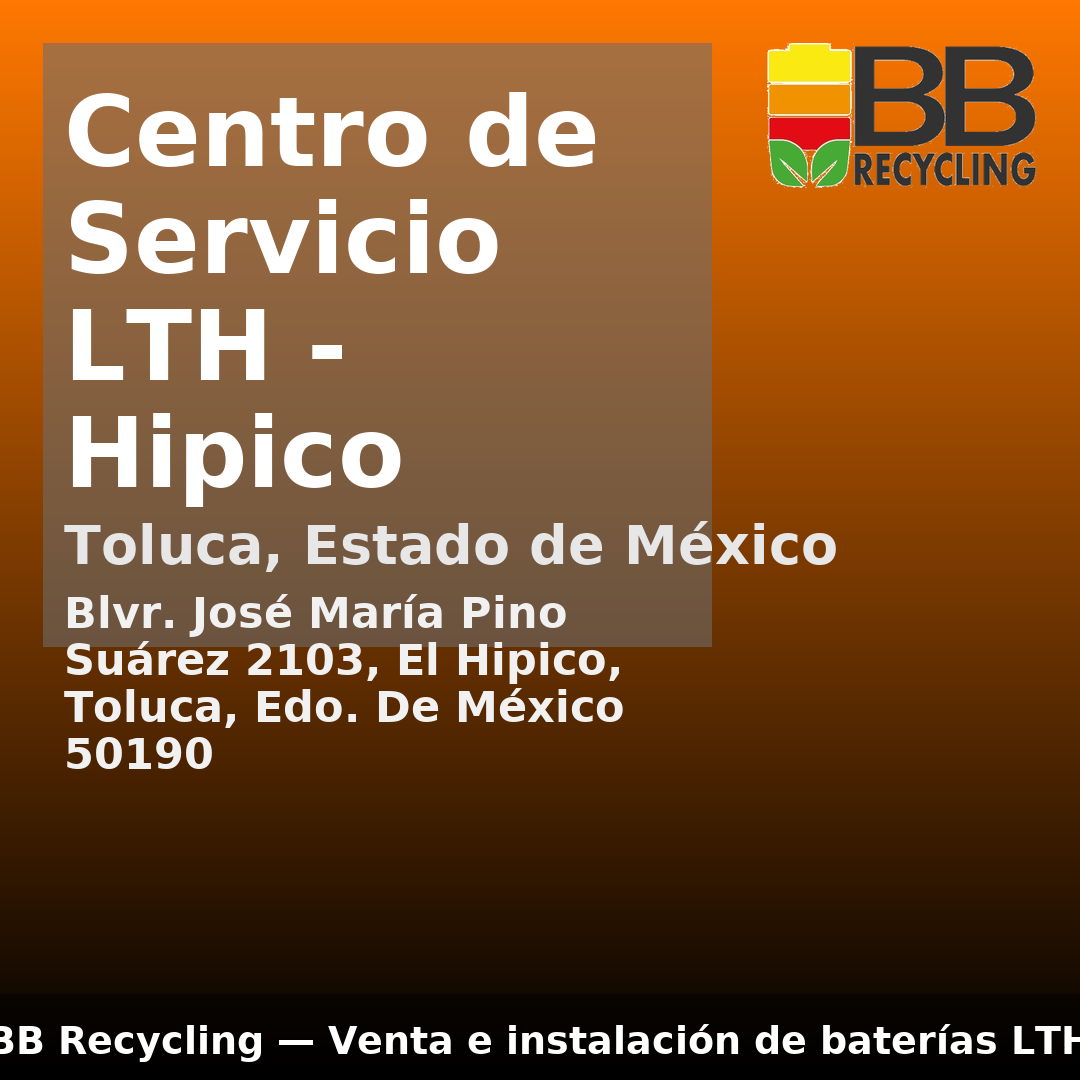 Centro de
Servicio
LTH -
Hipico
Toluca, Estado de México
Blvr. José María Pino
Suárez 2103, El Hipico,
Toluca, Edo. De México
50190
BB
RECYCLING
BB Recycling — Venta e instalación de baterías LTH